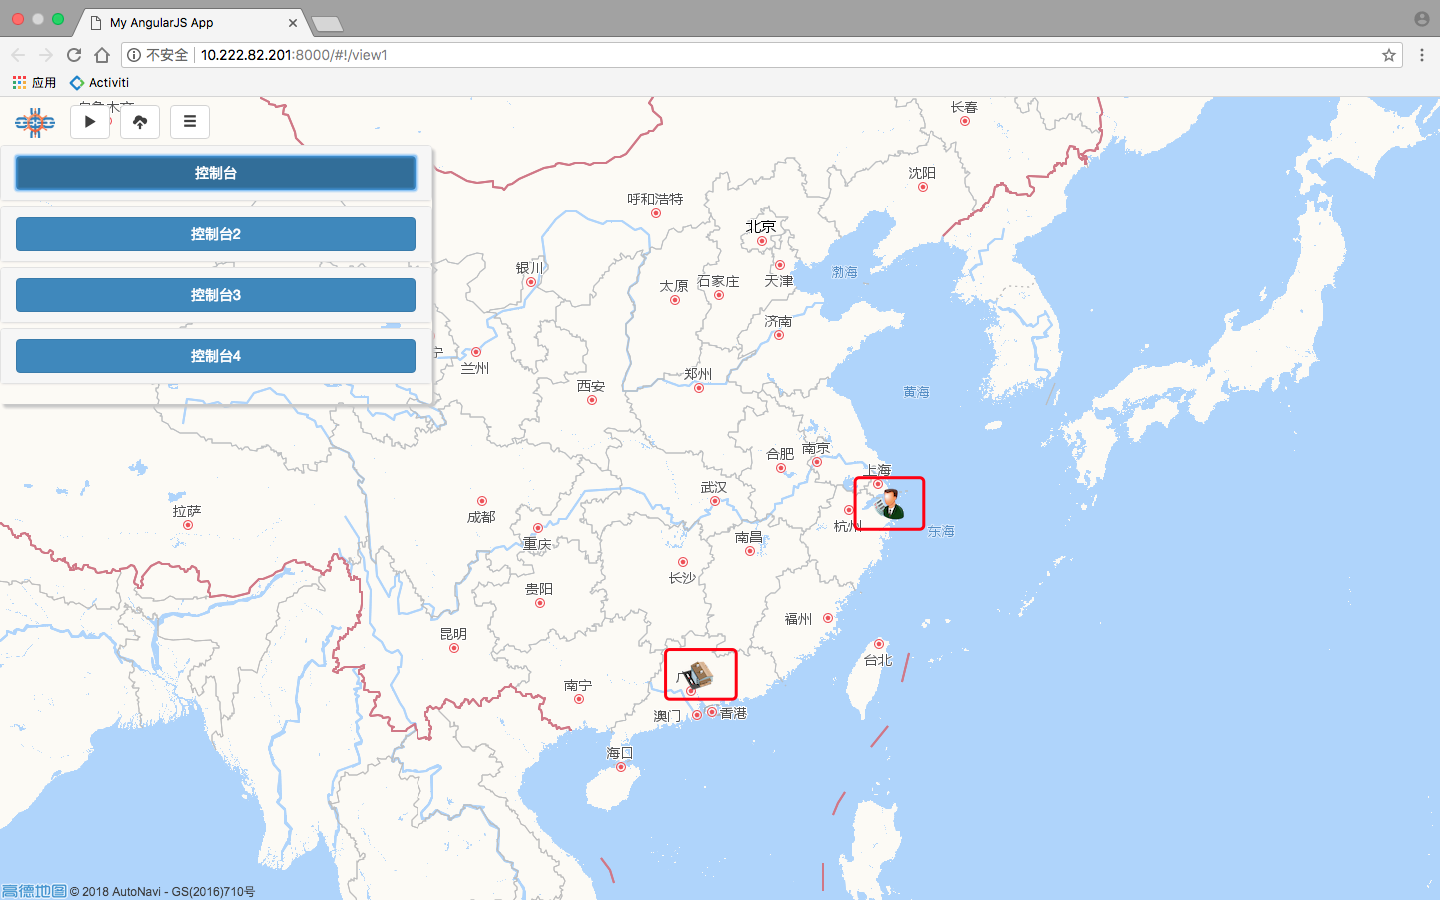 My AngularJS App
不安全 10.222.82.201:8000/#!/view1
应用 Activiti
控制台
控制台2
控制台3
控制台4
长春
沈阳
呼和浩特
北京
银川
太原
石家庄
天津
渤海
济南
兰州
西安
郑州
黄海
合肥
南京
上海
拉萨
成都
武汉
杭州
东海
重庆
南昌
长沙
贵阳
福州
昆明
台北
南宁
澳门
香港
海口
高德地图 © 2018 AutoNavi - GS(2016)710号